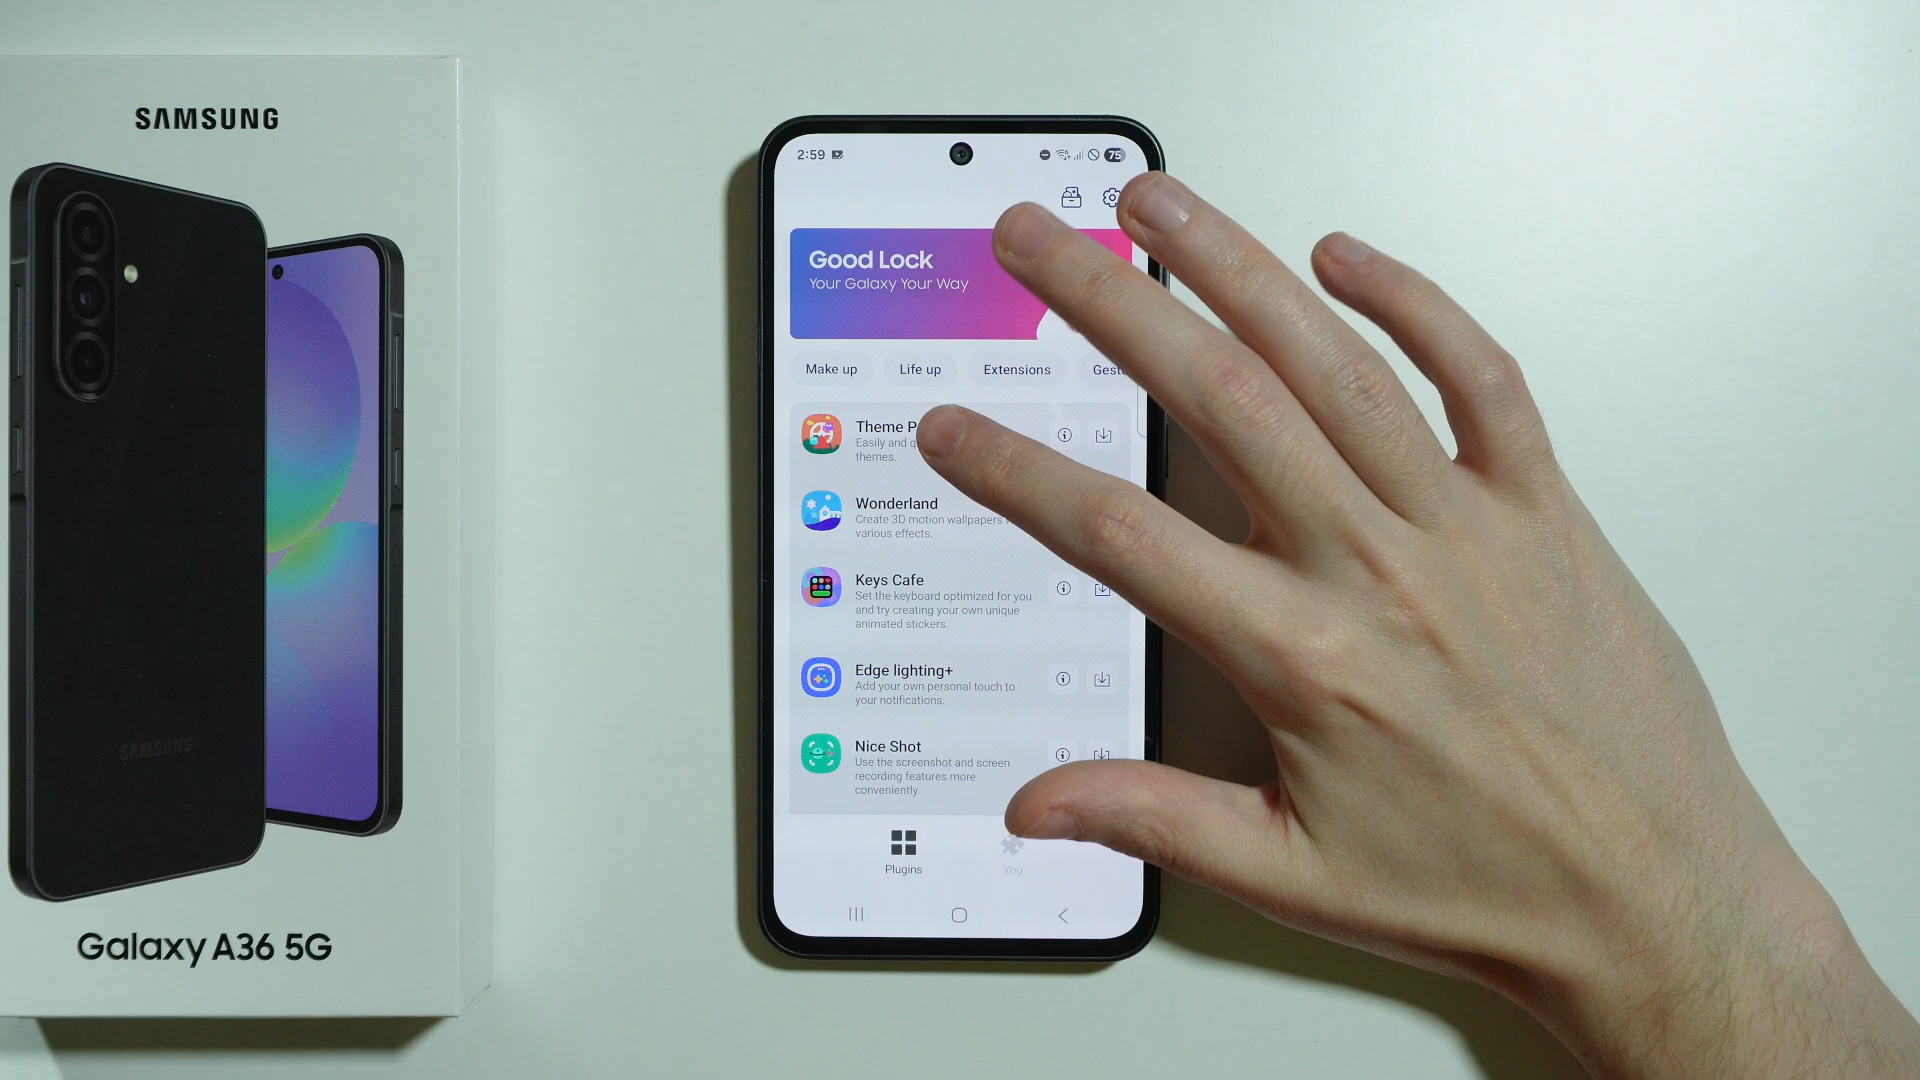 SAMSUNG
SAMSUNG
Galaxy A36 5G
2:59
75
Good Lock
Your Galaxy Your Way
Make up
Life up
Extensions
Theme
Easily and
themes.
Wonderland
Create 3D motion wallpapers
various effects.
Keys Cafe
Set the keyboard optimized for you
and try creating your own unique
animated stickers.
Edge lighting+
Add your own personal touch to
your notifications.
Nice Shot
Use the screenshot and screen
recording features more
conveniently.
Plugins
You